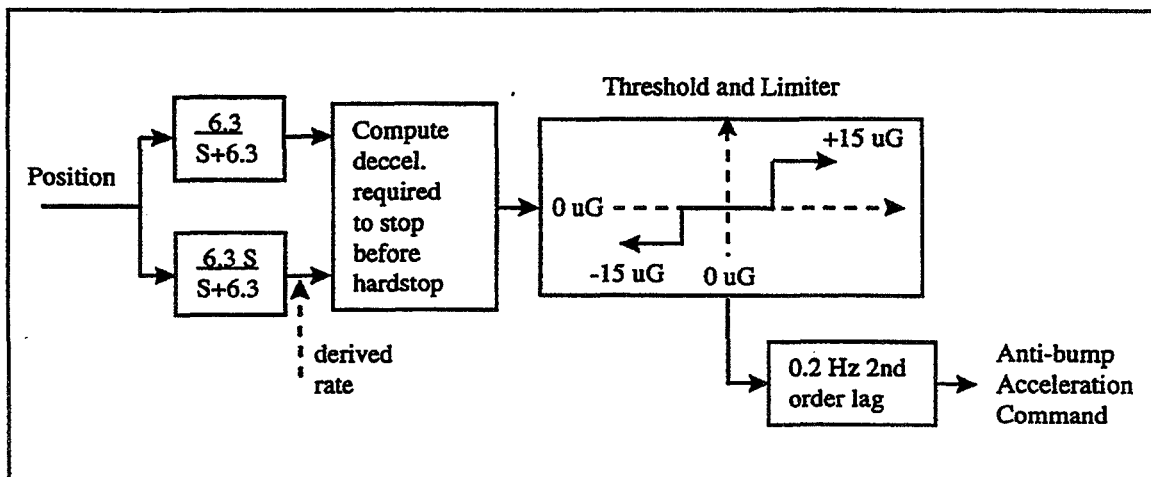 Threshold and Limiter
Position
6.3
S+6.3
6.3 S
S+6.3
derived
rate
Compute
deccel.
required
to stop
before
hardstop
+15 uG
0 uG
-15 uG
0 uG
0.2 Hz 2nd
order lag
Anti-bump
Acceleration
Command